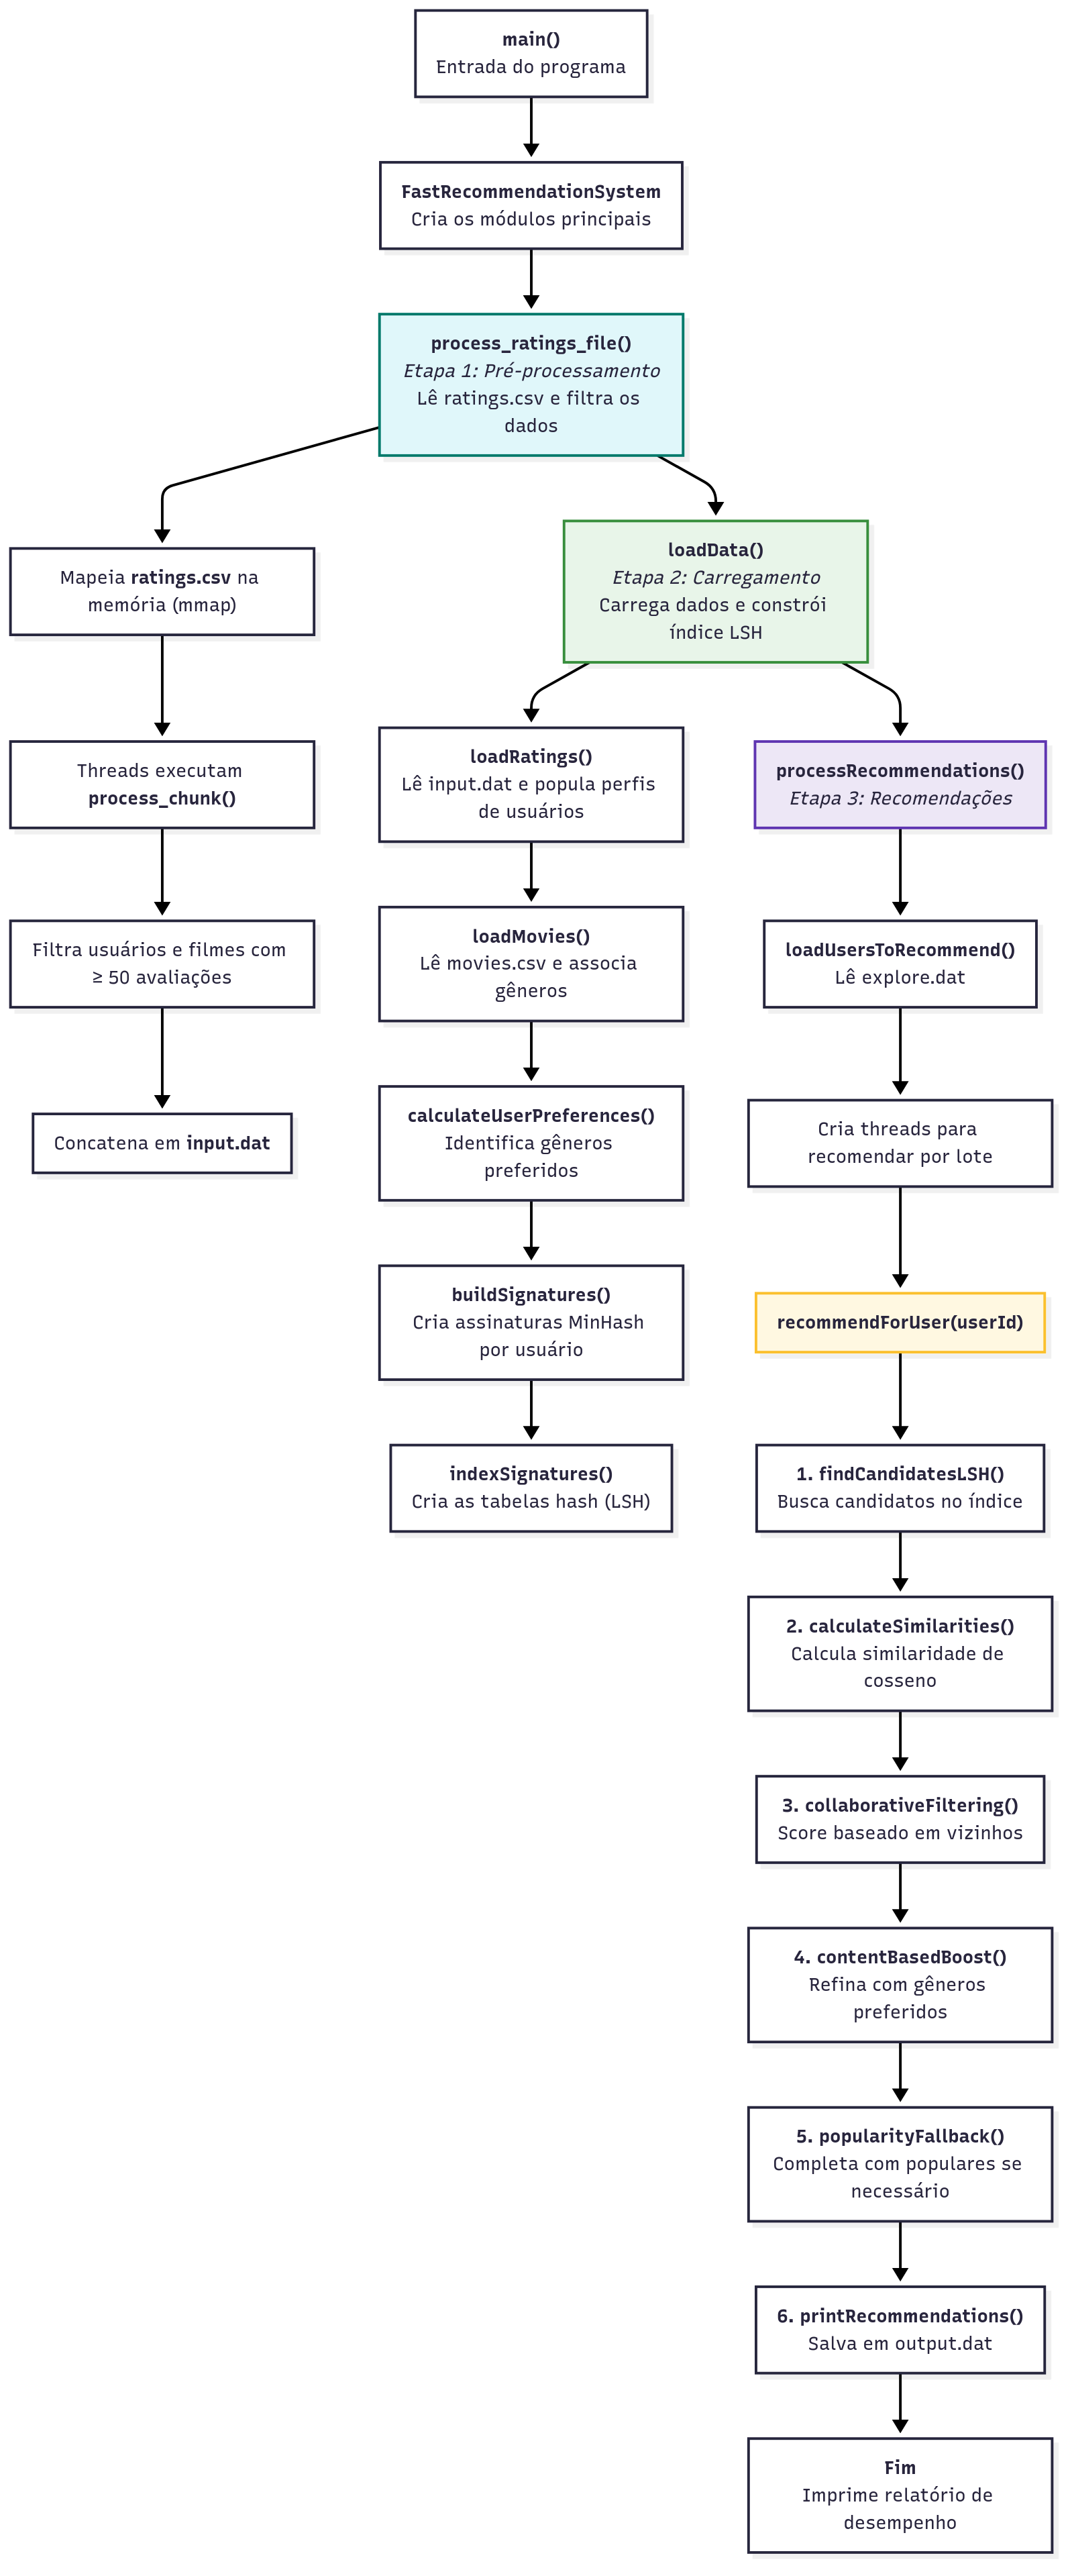 main()
Entrada do programa
FastRecommendationSystem
Cria os módulos principais
process_ratings_file()
Etapa 1: Pré-processamento
Lê ratings.csv e filtra os
dados
Mapeia ratings.csv na
memória (mmap)
Threads executam
process_chunk()
Filtra usuários e filmes com
≥ 50 avaliações
Concatena em input.dat
loadData()
Etapa 2: Carregamento
Carrega dados e constrói
índice LSH
loadRatings()
Lê input.dat e popula perfis
de usuários
loadMovies()
Lê movies.csv e associa
gêneros
calculateUserPreferences()
Identifica gêneros
preferidos
buildSignatures()
Cria assinaturas MinHash
por usuário
indexSignatures()
Cria as tabelas hash (LSH)
processRecommendations()
Etapa 3: Recomendações
loadUsersToRecommend()
Lê explore.dat
Cria threads para
recomendar por lote
recommendForUser(userId)
1. findCandidatesLSH()
Busca candidatos no índice
2. calculateSimilarities()
Calcula similaridade de
cosseno
3. collaborativeFiltering()
Score baseado em vizinhos
4. contentBasedBoost()
Refina com gêneros
preferidos
5. popularityFallback()
Completa com populares se
necessário
6. printRecommendations()
Salva em output.dat
Fim
Imprime relatório de
desempenho